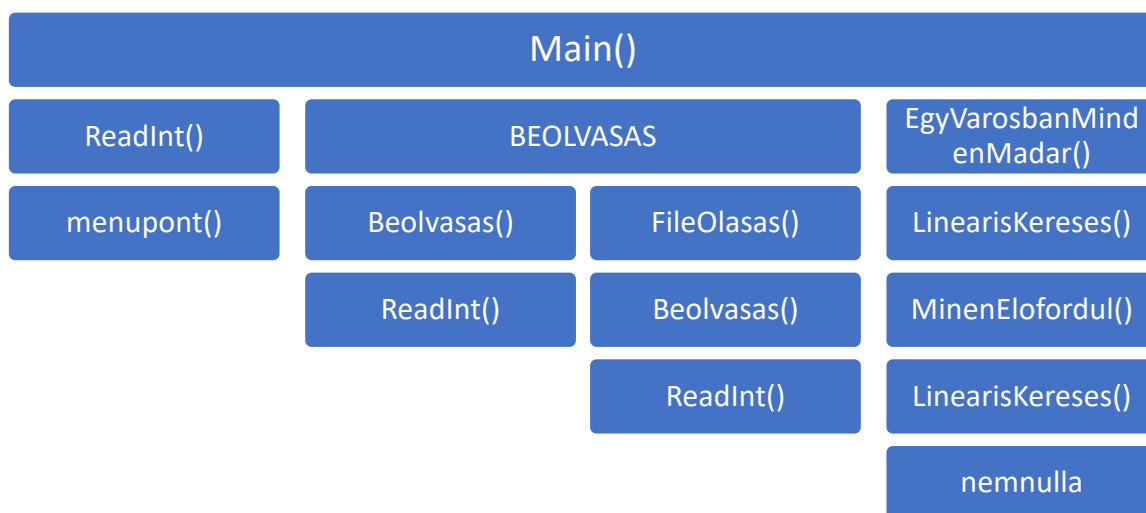 Main()
ReadInt()
BEOLVASAS
EgyVarosbanMind
enMadar()
menupont()
Beolvasas()
FileOlasas()
LinearisKereses()
ReadInt()
Beolvasas()
MinenElofordul()
ReadInt()
LinearisKereses()
nemnulla